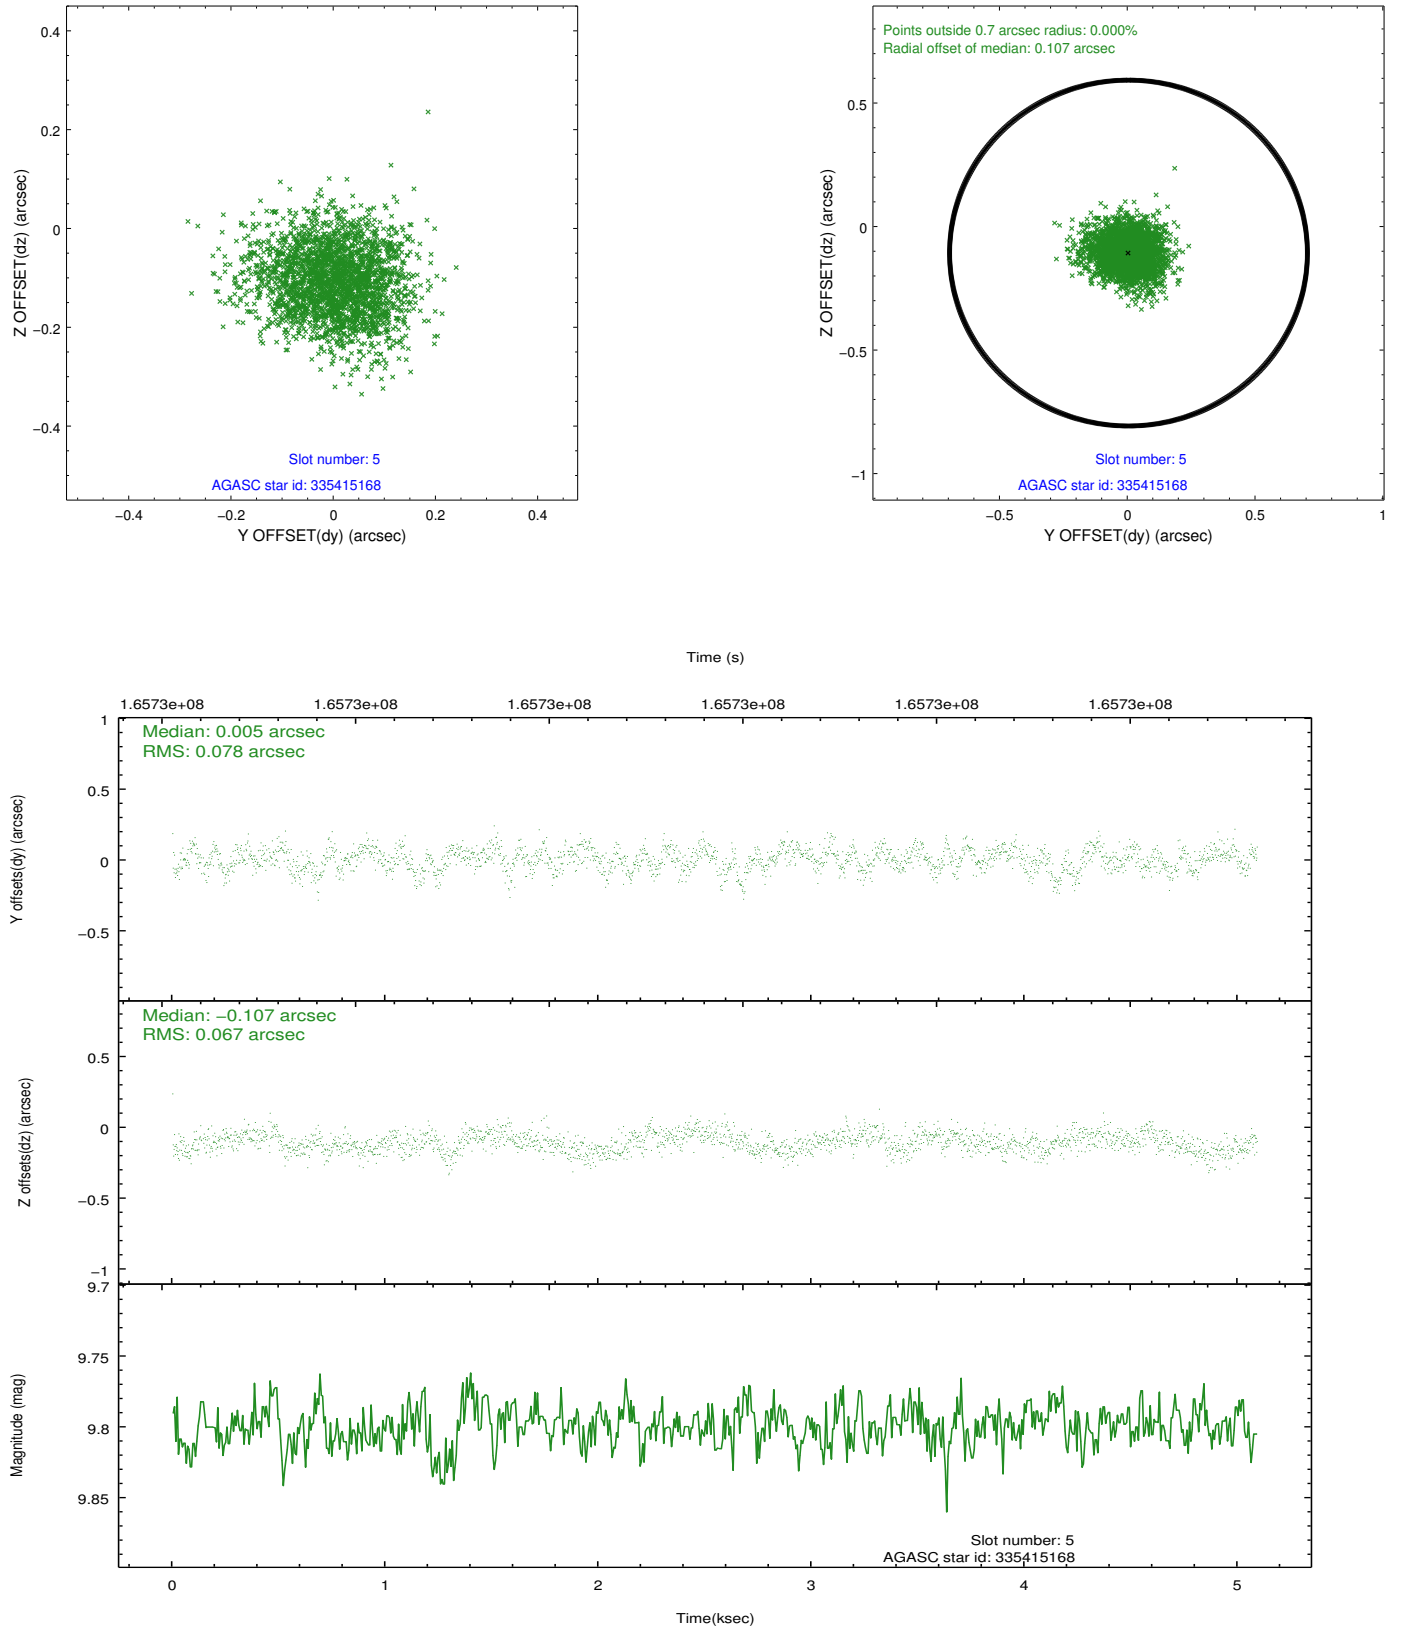 0.4
0.2
0
−0.2
−0.4
Z OFFSET(dz) (arcsec)
Slot number: 5
AGASC star id: 335415168
−0.4 −0.2 0 0.2 0.4
Y OFFSET(dy) (arcsec)
Points outside 0.7 arcsec radius: 0.000%
Radial offset of median: 0.107 arcsec
0.5
0
−0.5
−1
Z OFFSET(dz) (arcsec)
Slot number: 5
AGASC star id: 335415168
−0.5 0 0.5 1
Y OFFSET(dy) (arcsec)
Time (s)
1.6573e+08 1.6573e+08 1.6573e+08 1.6573e+08 1.6573e+08 1.6573e+08
Median: 0.005 arcsec
RMS: 0.078 arcsec
1
0.5
0
−0.5
Y offsets(dy) (arcsec)
Median: −0.107 arcsec
RMS: 0.067 arcsec
0.5
0
−0.5
−1
Z offsets(dz) (arcsec)
9.7
9.75
9.8
9.85
Magnitude (mag)
Slot number: 5
AGASC star id: 335415168
0 1 2 3 4 5
Time(ksec)